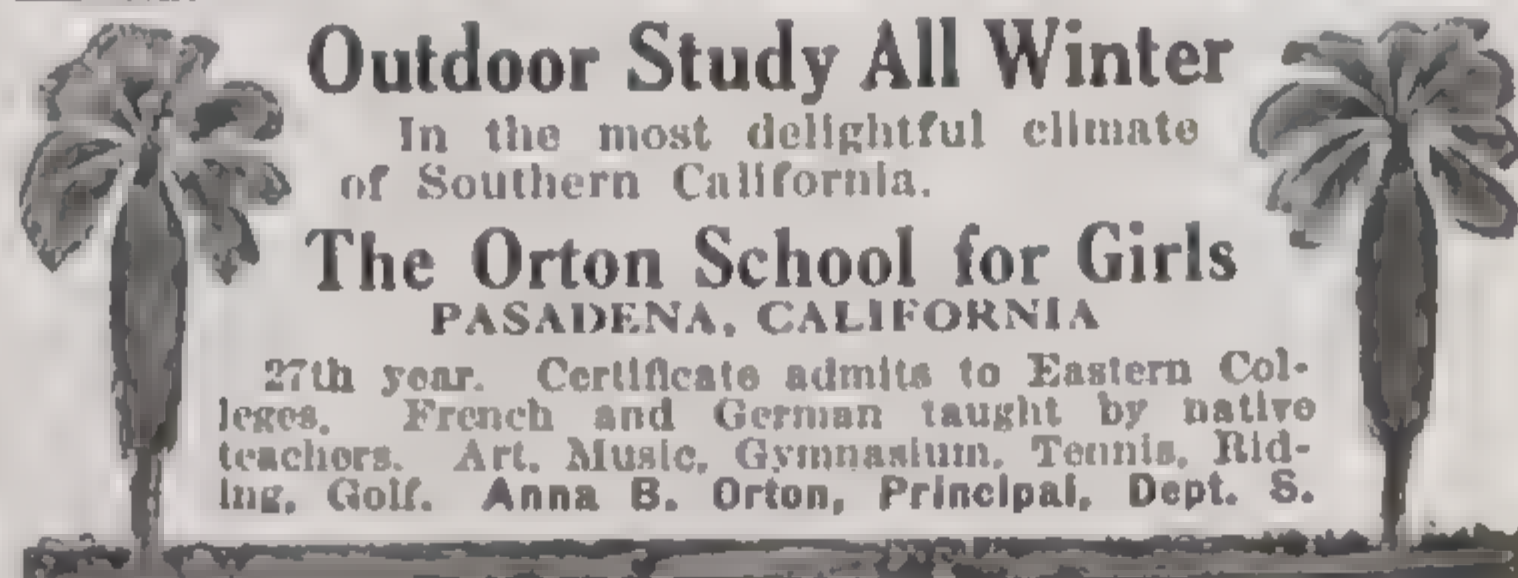 Outdoor Study All Winter
In the most delightful climate
of Southern California.
The Orton School for Girls
PASADENA, CALIFORNIA
27th year. Certificate admits to Eastern Col-
leges. French and German taught by native
teachers. Art, Music, Gymnasium, Tennis, Rid-
ing, Golf. Anna B. Orton, Principal, Dept. S.